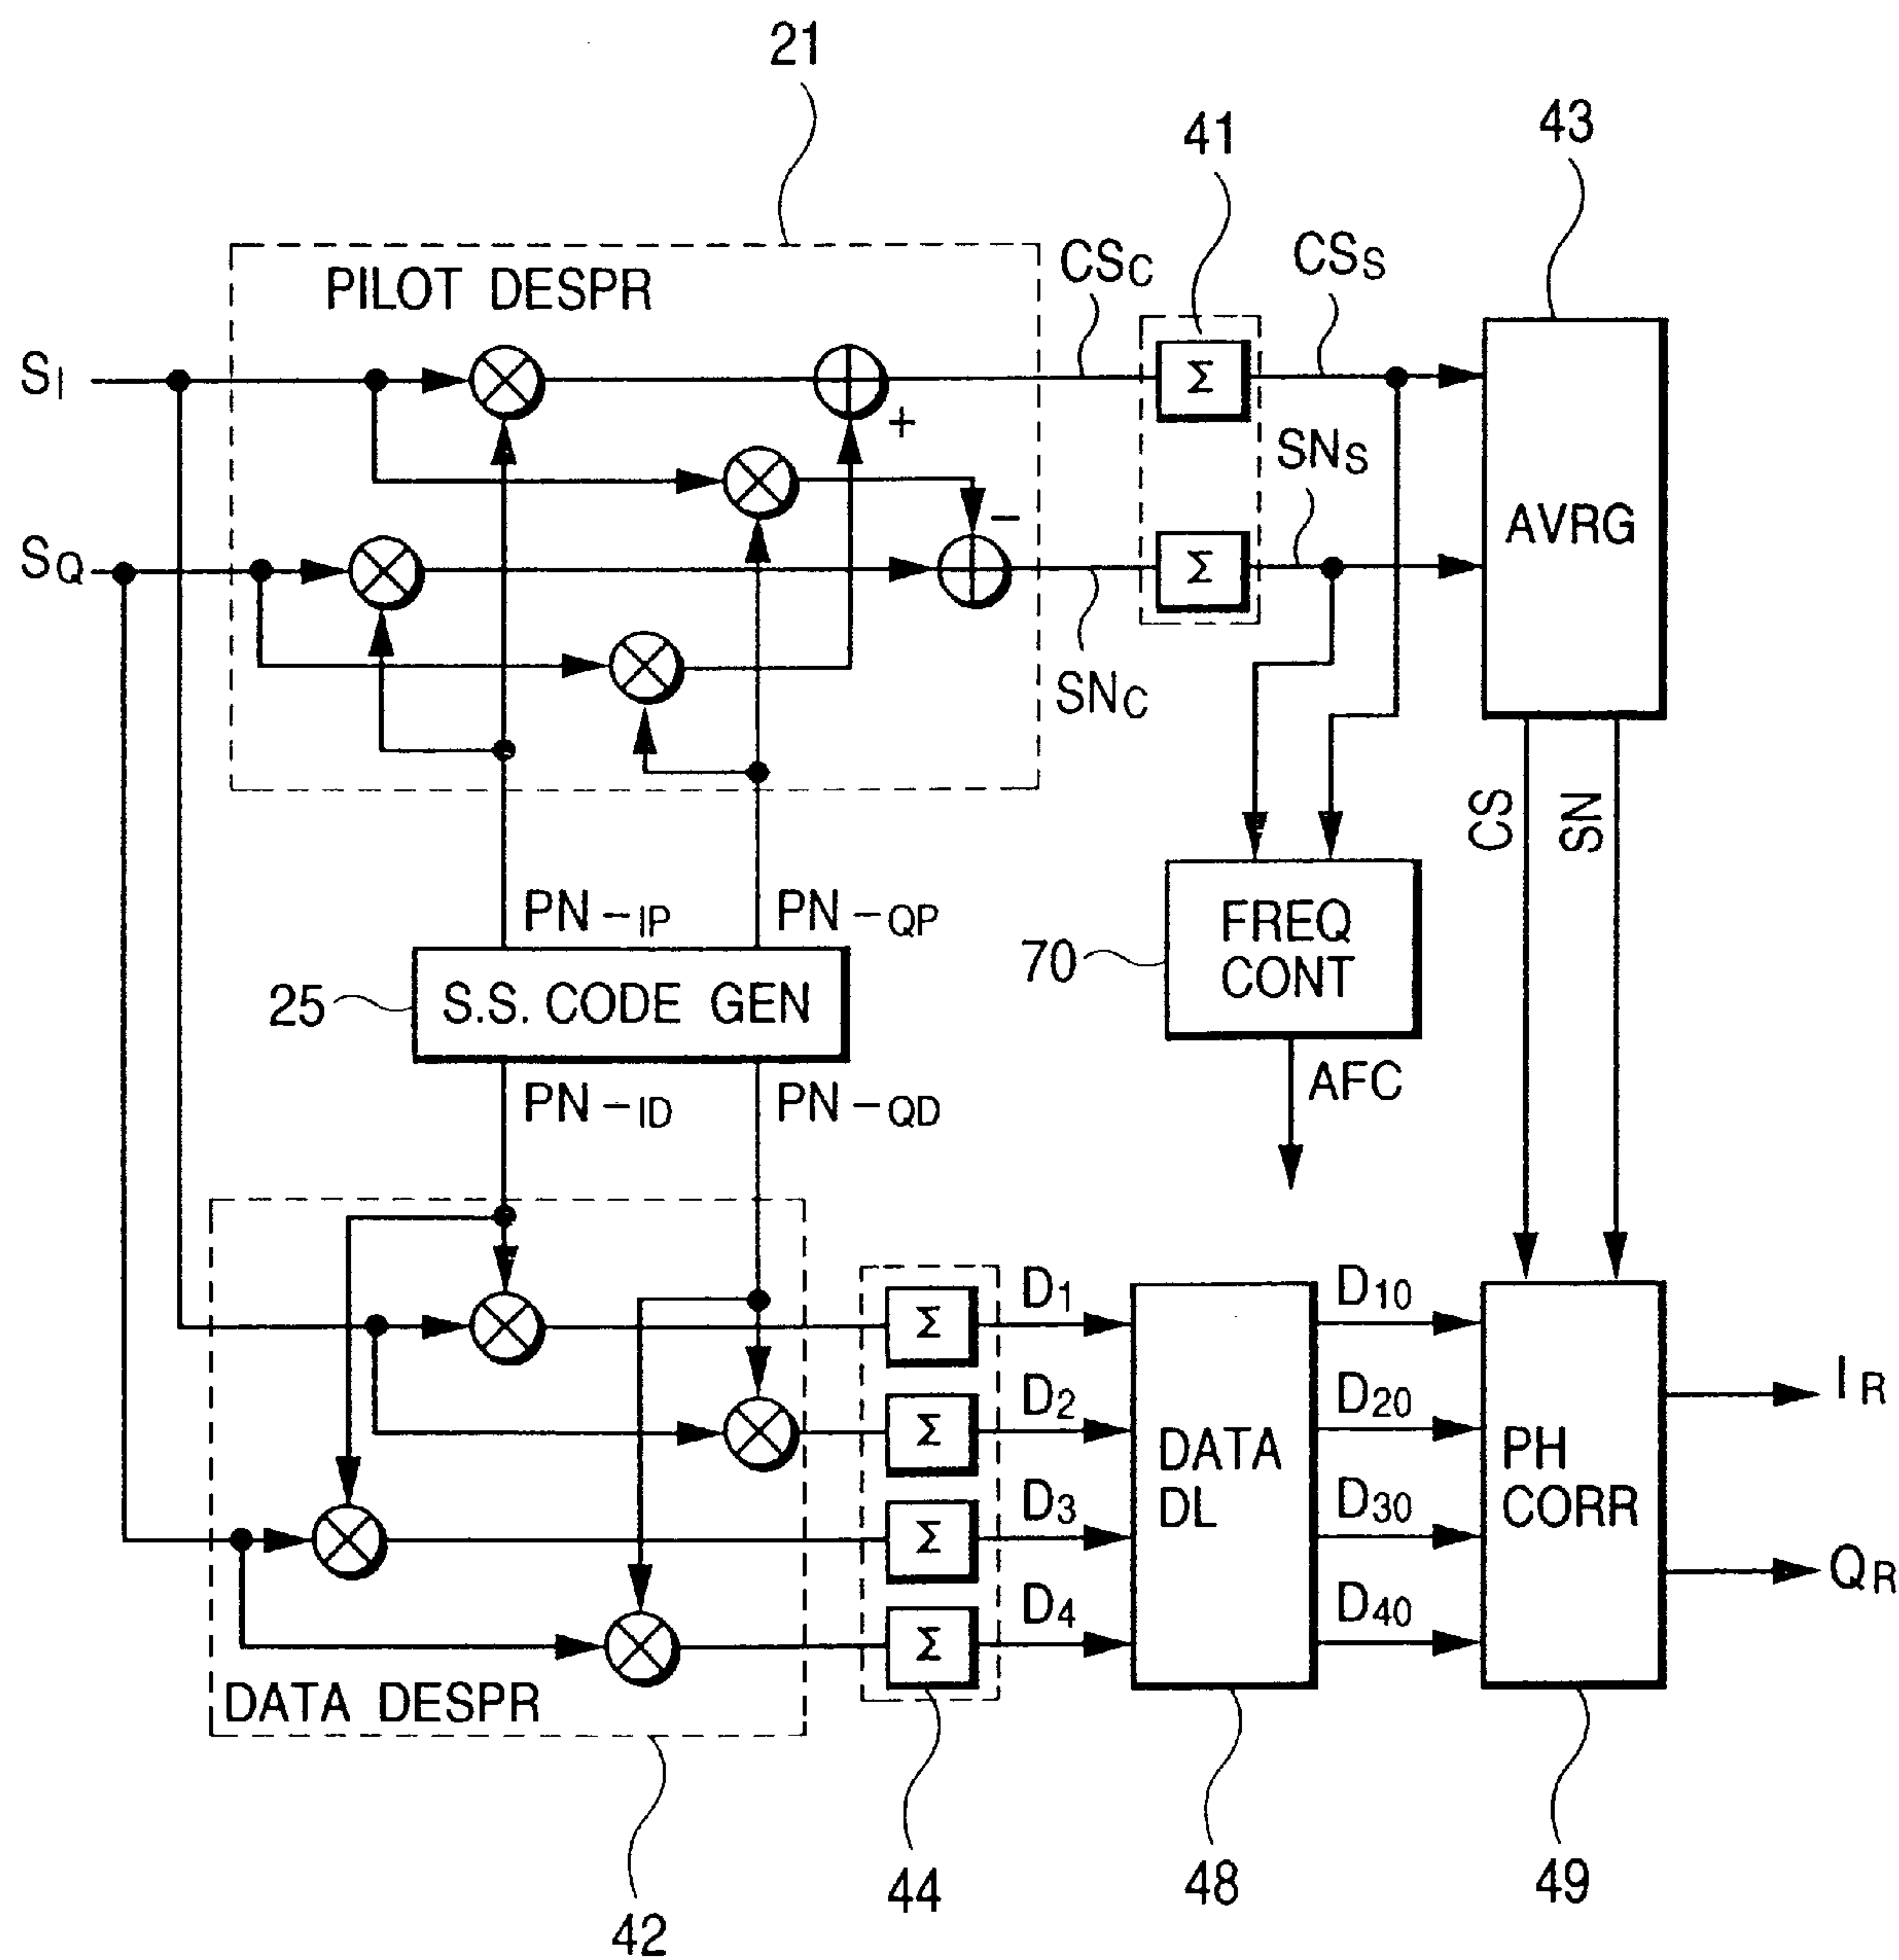 21
41
43
PILOT DESPR
CSC
CSS
SI
Σ
+
SNS
AVRG
-
SQ
Σ
SNC
CS
SN
PN-IP
PN-QP
FREQ
CONT
70
25
S.S. CODE GEN
AFC
PN-ID
PN-QD
Σ
D1
D10
IR
Σ
D2
D20
DATA
DL
PH
CORR
Σ
D3
D30
QR
Σ
D4
D40
DATA DESPR
44
48
49
42